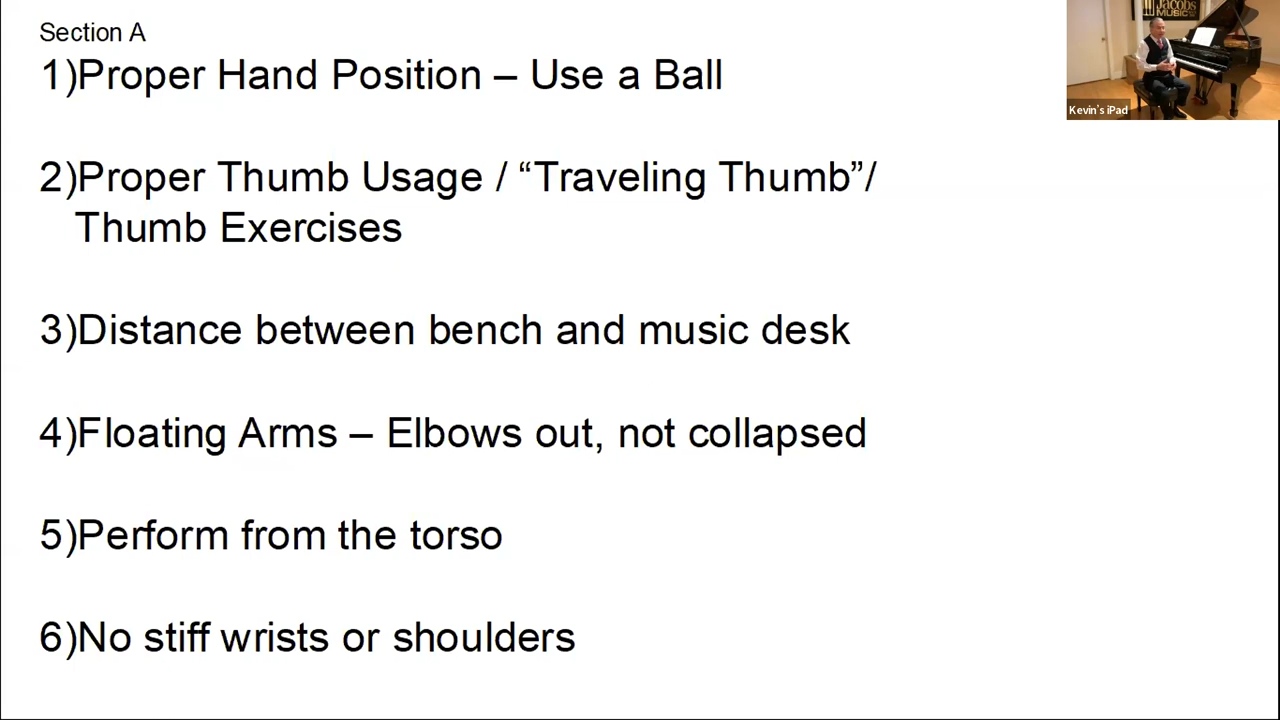 Section A
1)Proper Hand Position – Use a Ball
2)Proper Thumb Usage / “Traveling Thumb”/
Thumb Exercises
3)Distance between bench and music desk
4)Floating Arms – Elbows out, not collapsed
5)Perform from the torso
6)No stiff wrists or shoulders
Jacobs
MUSIC
Kevin's iPad